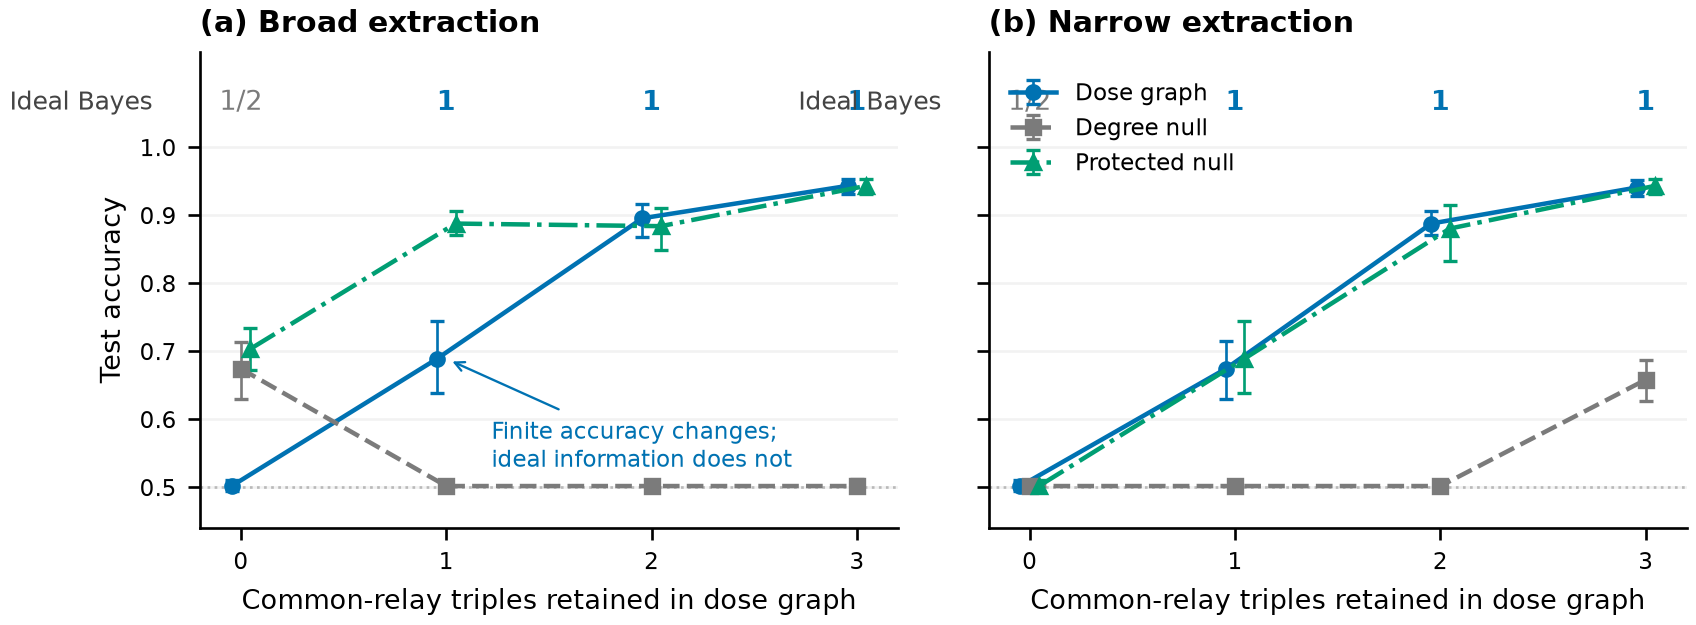 (a) Broad extraction
Ideal Bayes 1/2 1 1 1
1.0
0.9
0.8
0.7
0.6
0.5
Test accuracy
Finite accuracy changes;
ideal information does not
0 1 2 3
Common-relay triples retained in dose graph
(b) Narrow extraction
Ideal Bayes 1/2 1 1 1
Dose graph
Degree null
Protected null
0 1 2 3
Common-relay triples retained in dose graph